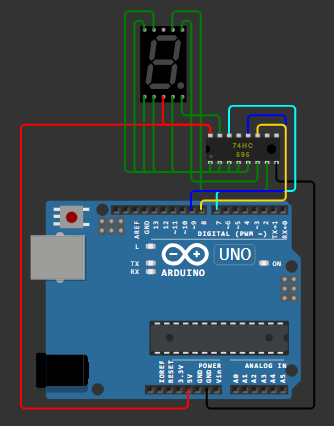 74HC
595
AREF
GND
13
12
~11
~10
~9
8
7
~6
~5
4
~3
2
TX→1
RX←0
DIGITAL (PWM ~)
L
TX
RX
UNO
ARDUINO
ON
IOREF
RESET
3.3V
5V
GND
GND
Vin
POWER
ANALOG IN
A0
A1
A2
A3
A4
A5